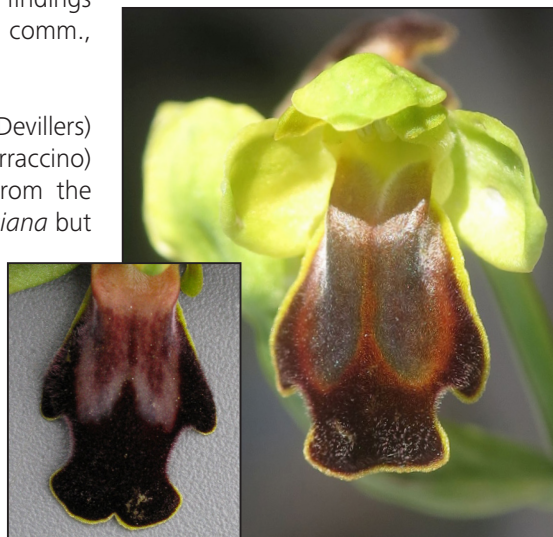 findings
comm.,
Devillers)
rraccino)
rom the
iana but